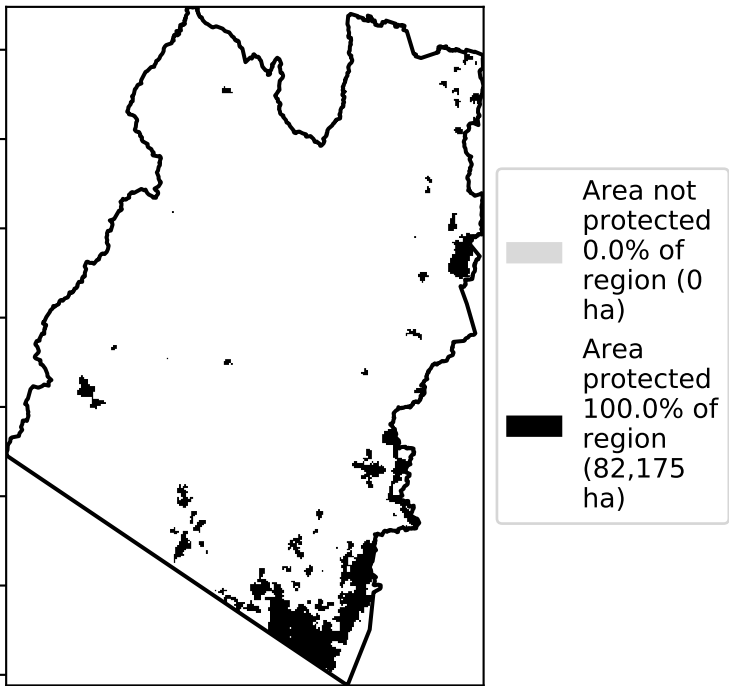 Area not
protected
0.0% of
region (0
ha)
Area
protected
100.0% of
region
(82,175
ha)